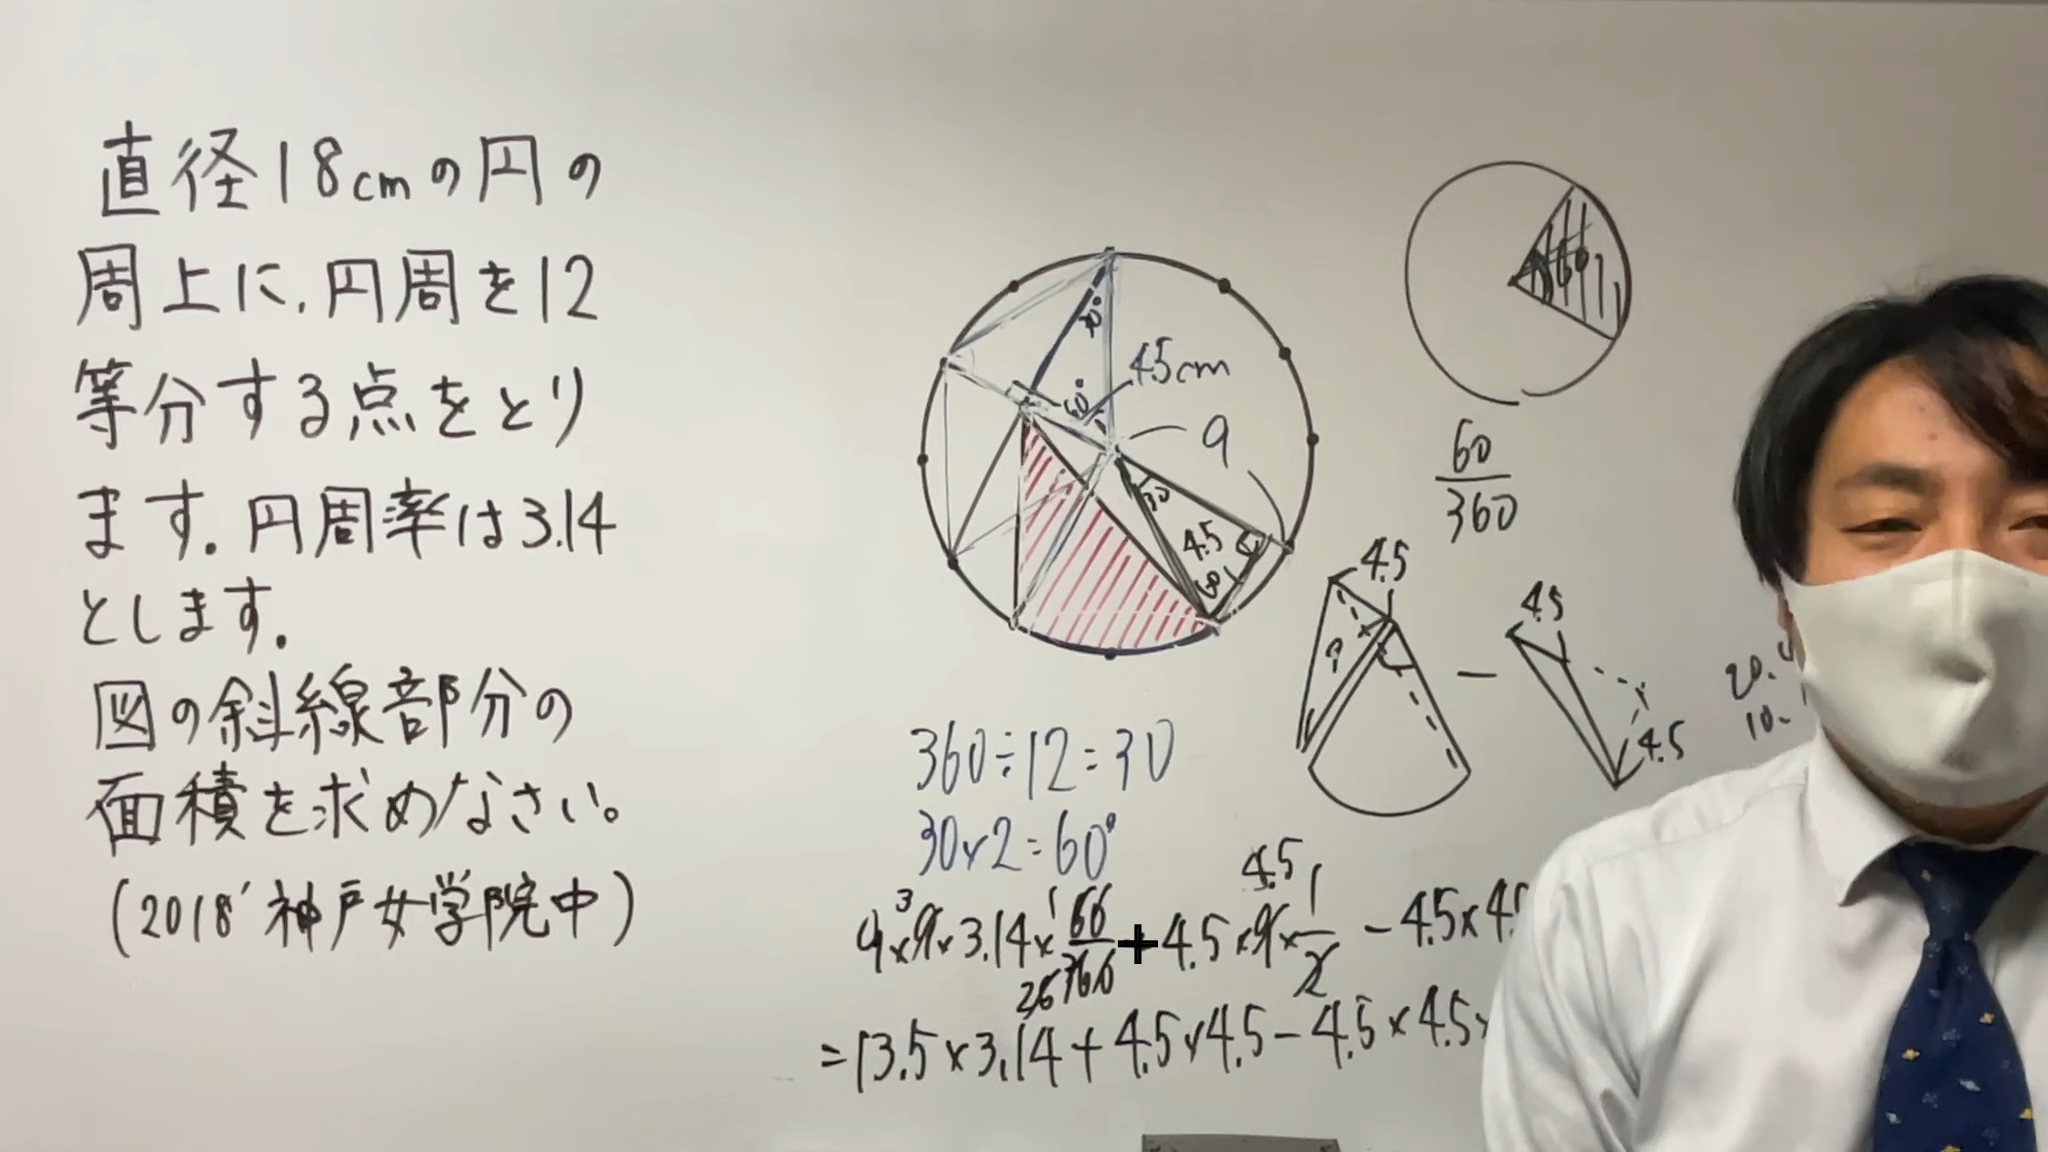 直径18cmの円の
周上に、円周を12
等分する点をとり
ます。円周率は3.14
とします。
図の斜線部分の
面積を求めなさい。
(2018' 神戸女学院中)
30°
60°
4.5cm
9
30
4.5
60
60
360
4.5
4.5
4.5
360÷12=30
30×2=60°
4.5
9×9×3.14×60/360+4.5×9×1/2-4.5×4.5
=13.5×3.14+4.5×4.5-4.5×4.5×